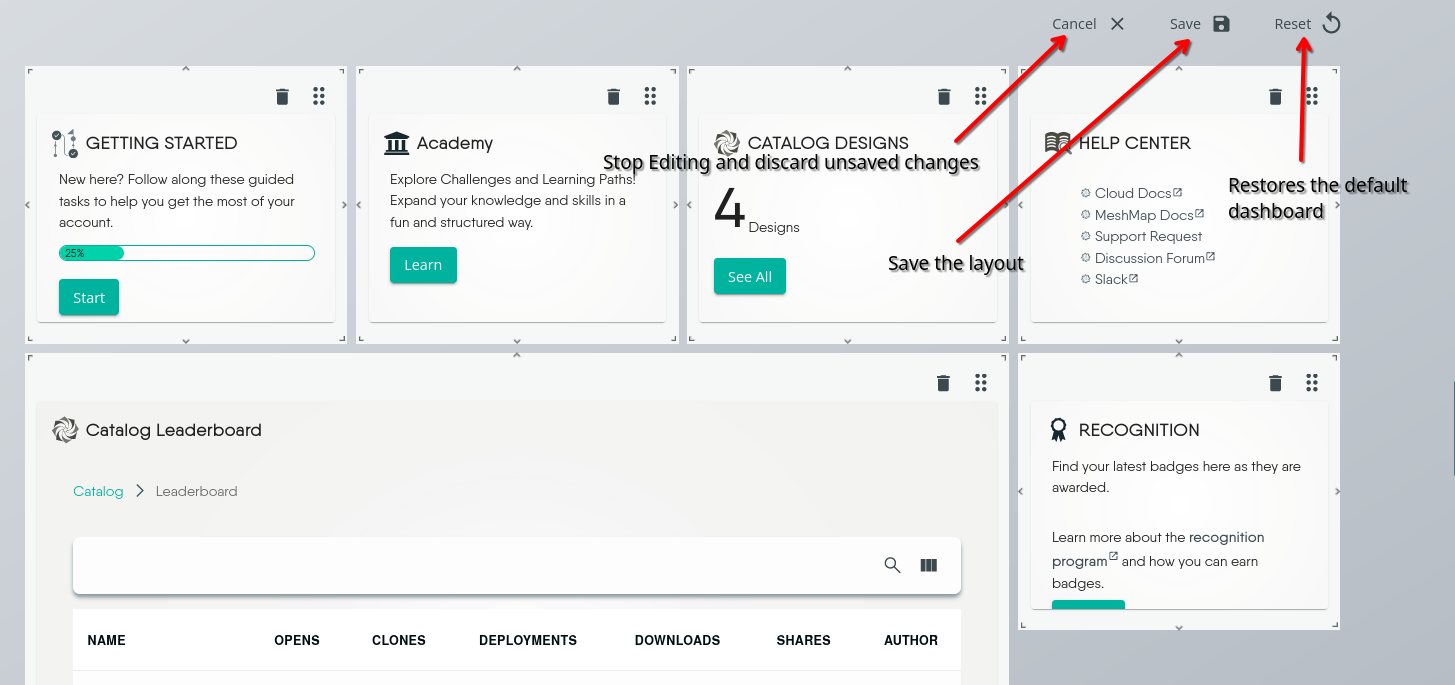 Cancel
Save
Reset
GETTING STARTED
New here? Follow along these guided
tasks to help you get the most of your
account.
25%
Start
Academy
Explore Challenges and Learning Paths!
Expand your knowledge and skills in a
fun and structured way.
Learn
CATALOG DESIGNS
4
Designs
See All
HELP CENTER
Cloud Docs
MeshMap Docs
Support Request
Discussion Forum
Slack
Stop Editing and discard unsaved changes
Save the layout
Restores the default
dashboard
Catalog Leaderboard
Catalog > Leaderboard
NAME OPENS CLONES DEPLOYMENTS DOWNLOADS SHARES AUTHOR
RECOGNITION
Find your latest badges here as they are
awarded.
Learn more about the recognition
program and how you can earn
badges.